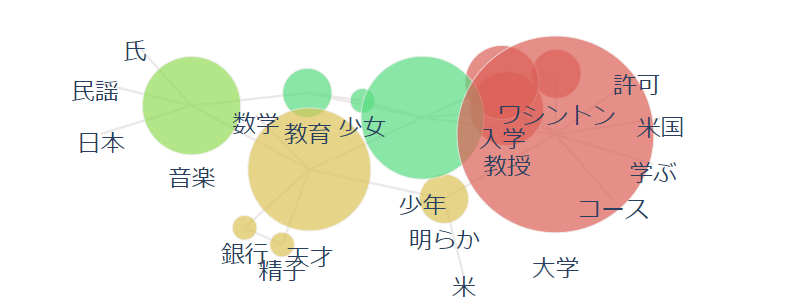 氏
民謡
日本
音楽
数学
教育
少女
ワシントン
入学
教授
許可
米国
学ぶ
コース
大学
少年
明らか
米
銀行
精子
天才